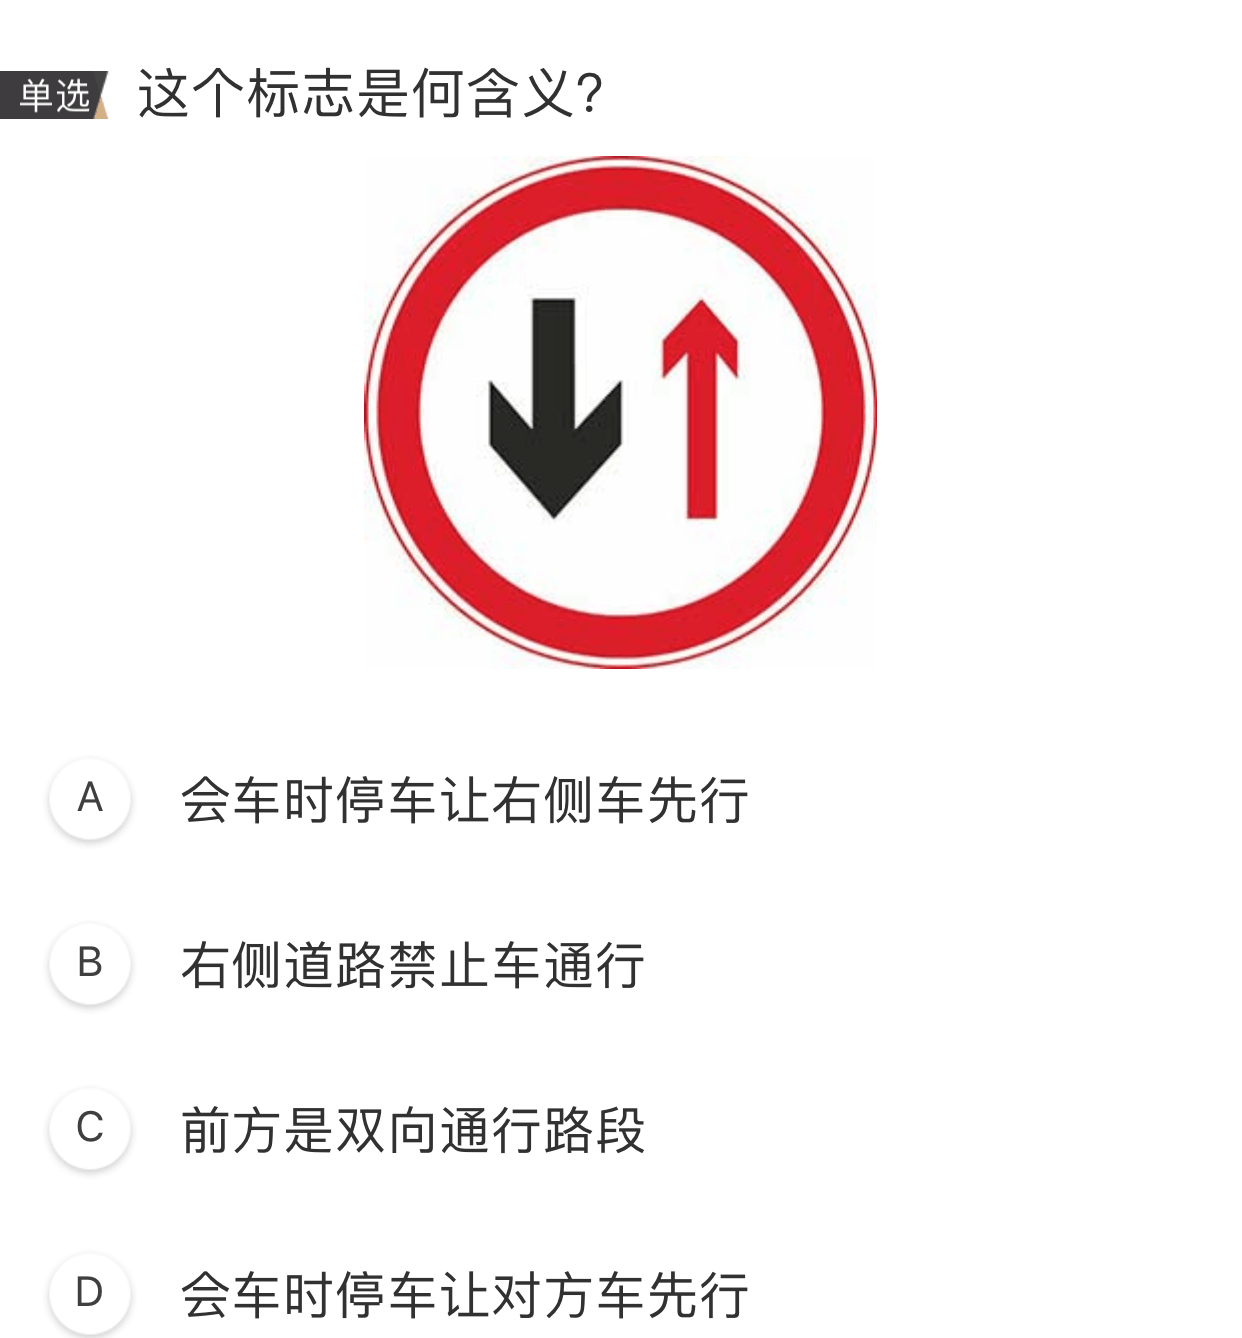 单选 这个标志是何含义?
A 会车时停车让右侧车先行
B 右侧道路禁止车通行
C 前方是双向通行路段
D 会车时停车让对方车先行